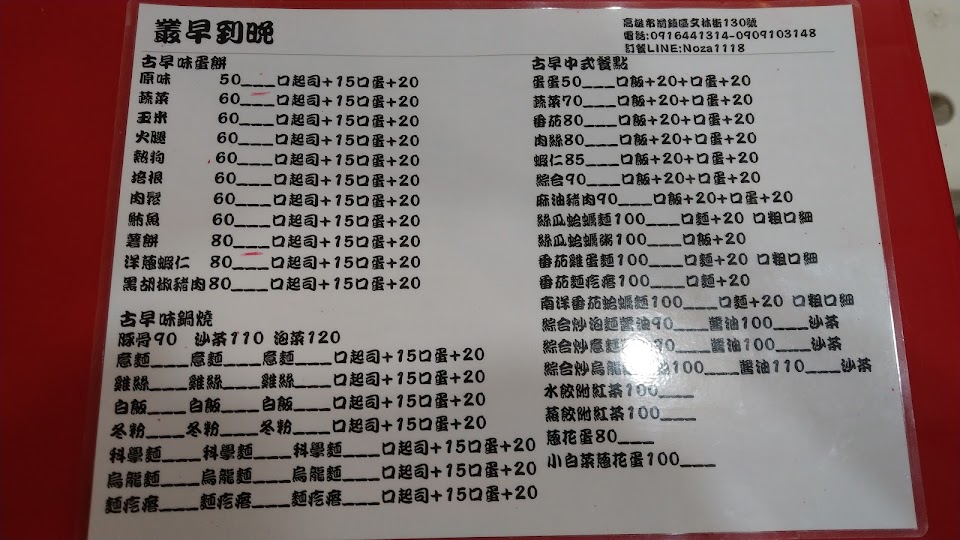 叢早到晚
高雄市前鎮區文林街130號
電話:0916441314-0909103148
訂餐LINE:Noza1118
古早味蛋餅
原味 50___口起司+15口蛋+20
蔬菜 60___口起司+15口蛋+20
玉米 60___口起司+15口蛋+20
火腿 60___口起司+15口蛋+20
熱狗 60___口起司+15口蛋+20
培根 60___口起司+15口蛋+20
肉鬆 60___口起司+15口蛋+20
鮪魚 60___口起司+15口蛋+20
薯餅 80___口起司+15口蛋+20
洋蔥蝦仁 80___口起司+15口蛋+20
黑胡椒豬肉80___口起司+15口蛋+20
古早味鍋燒
豚骨90 沙茶110 泡菜120
意麵___意麵___意麵___口起司+15口蛋+20
雞絲___雞絲___雞絲___口起司+15口蛋+20
白飯___白飯___白飯___口起司+15口蛋+20
冬粉___冬粉___冬粉___口起司+15口蛋+20
科學麵___科學麵___科學麵___口起司+15口蛋+20
烏龍麵___烏龍麵___烏龍麵___口起司+15口蛋+20
麵疙瘩___麵疙瘩___麵疙瘩___口起司+15口蛋+20
古早中式餐點
蛋蛋50___口飯+20+口蛋+20
蔬菜70___口飯+20+口蛋+20
番茄80___口飯+20+口蛋+20
肉絲80___口飯+20+口蛋+20
蝦仁85___口飯+20+口蛋+20
綜合90___口飯+20+口蛋+20
麻油豬肉90___口飯+20+口蛋+20
絲瓜蛤蠣麵100___口麵+20 口粗口細
絲瓜蛤蠣粥100___口飯+20
番茄雞蛋麵100___口麵+20 口粗口細
番茄麵疙瘩100___口麵+20
南洋番茄蛤蠣麵100___口麵+20 口粗口細
綜合炒泡麵醬油90___醬油100___沙茶
綜合炒意麵 90___醬油100___沙茶
綜合炒烏龍 100___醬油110___沙茶
水餃附紅茶100___
蒸餃附紅茶100___
蔥花蛋80___
小白菜蔥花蛋100___